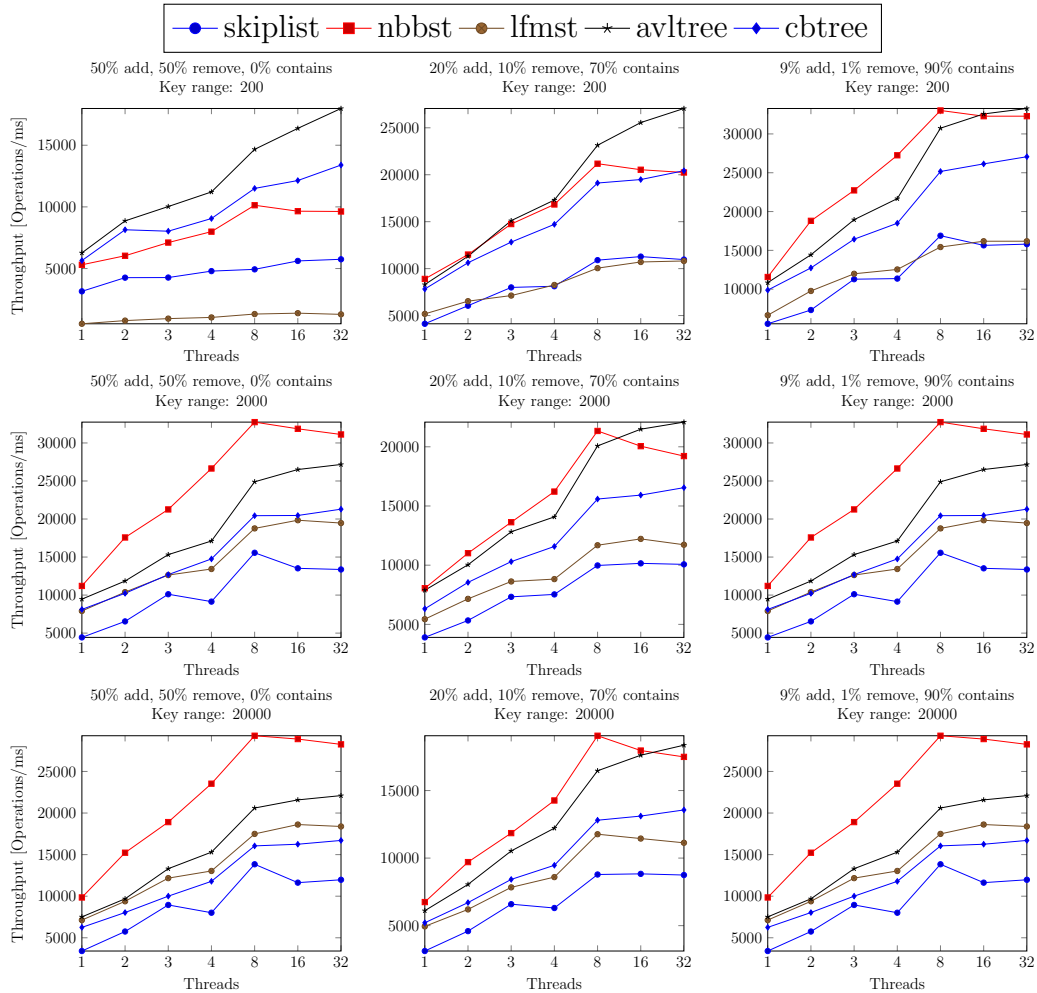 skiplist nbbst lfmst avltree cbtree
50% add, 50% remove, 0% contains
Key range: 200
Throughput [Operations/ms]
15000
10000
5000
1 2 3 4 8 16 32
Threads
20% add, 10% remove, 70% contains
Key range: 200
25000
20000
15000
10000
5000
1 2 3 4 8 16 32
Threads
9% add, 1% remove, 90% contains
Key range: 200
30000
25000
20000
15000
10000
1 2 3 4 8 16 32
Threads
50% add, 50% remove, 0% contains
Key range: 2000
Throughput [Operations/ms]
30000
25000
20000
15000
10000
5000
1 2 3 4 8 16 32
Threads
20% add, 10% remove, 70% contains
Key range: 2000
20000
15000
10000
5000
1 2 3 4 8 16 32
Threads
9% add, 1% remove, 90% contains
Key range: 2000
30000
25000
20000
15000
10000
5000
1 2 3 4 8 16 32
Threads
50% add, 50% remove, 0% contains
Key range: 20000
Throughput [Operations/ms]
25000
20000
15000
10000
5000
1 2 3 4 8 16 32
Threads
20% add, 10% remove, 70% contains
Key range: 20000
15000
10000
5000
1 2 3 4 8 16 32
Threads
9% add, 1% remove, 90% contains
Key range: 20000
25000
20000
15000
10000
5000
1 2 3 4 8 16 32
Threads